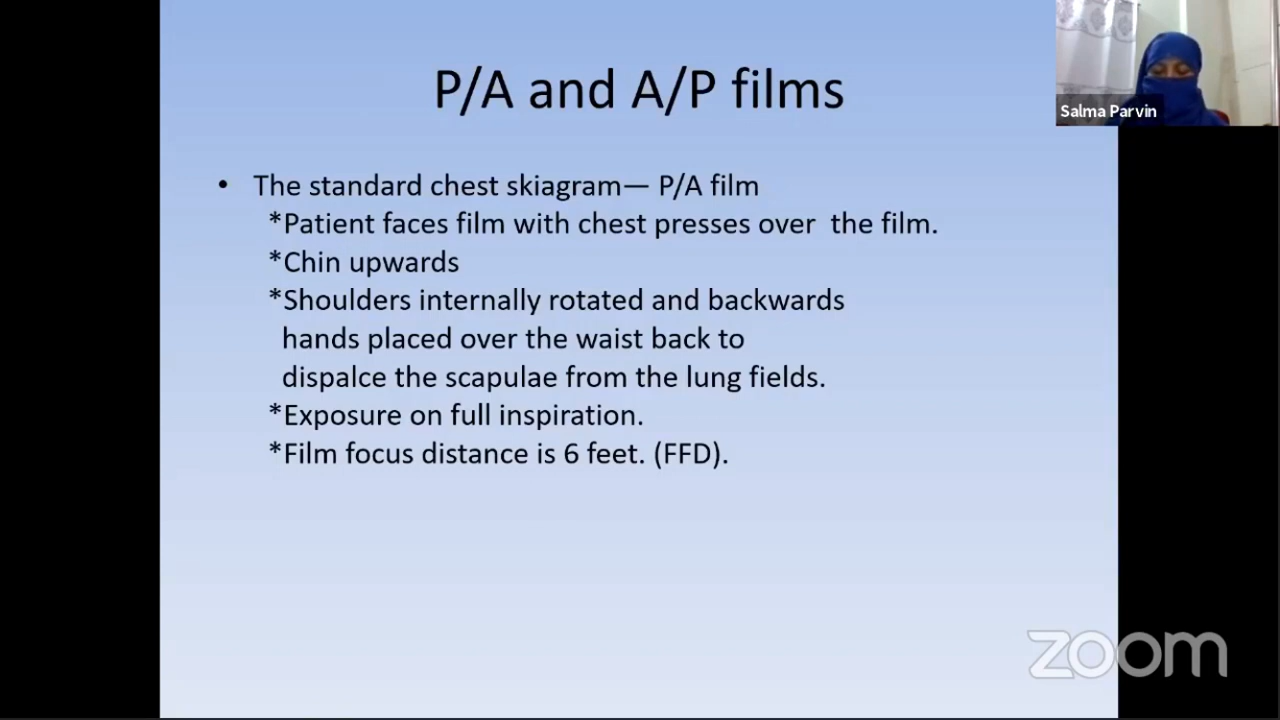 P/A and A/P films
Salma Parvin
• The standard chest skiagram— P/A film
*Patient faces film with chest presses over the film.
*Chin upwards
*Shoulders internally rotated and backwards
hands placed over the waist back to
dispalce the scapulae from the lung fields.
*Exposure on full inspiration.
*Film focus distance is 6 feet. (FFD).
zoom